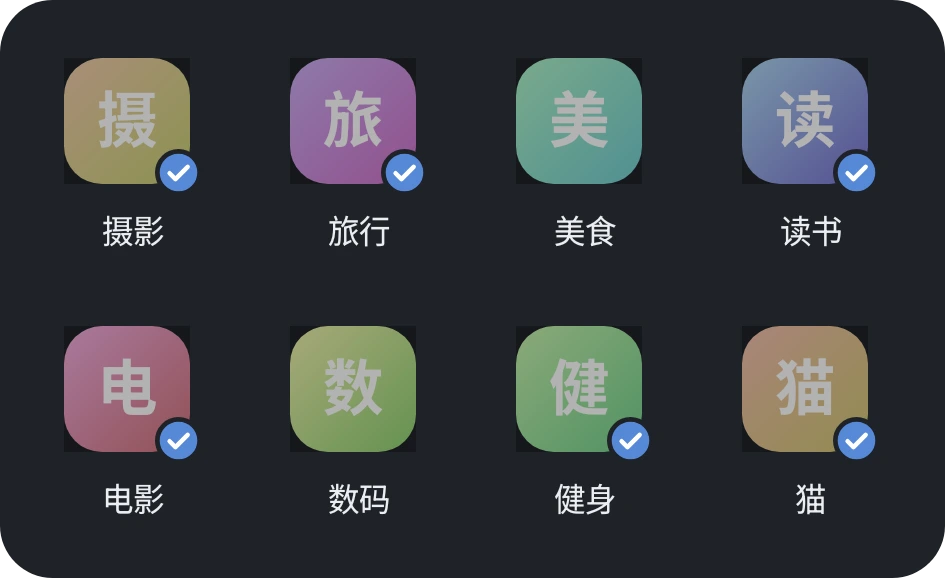 摄 旅 美 读
摄影 旅行 美食 读书
电 数 健 猫
电影 数码 健身 猫